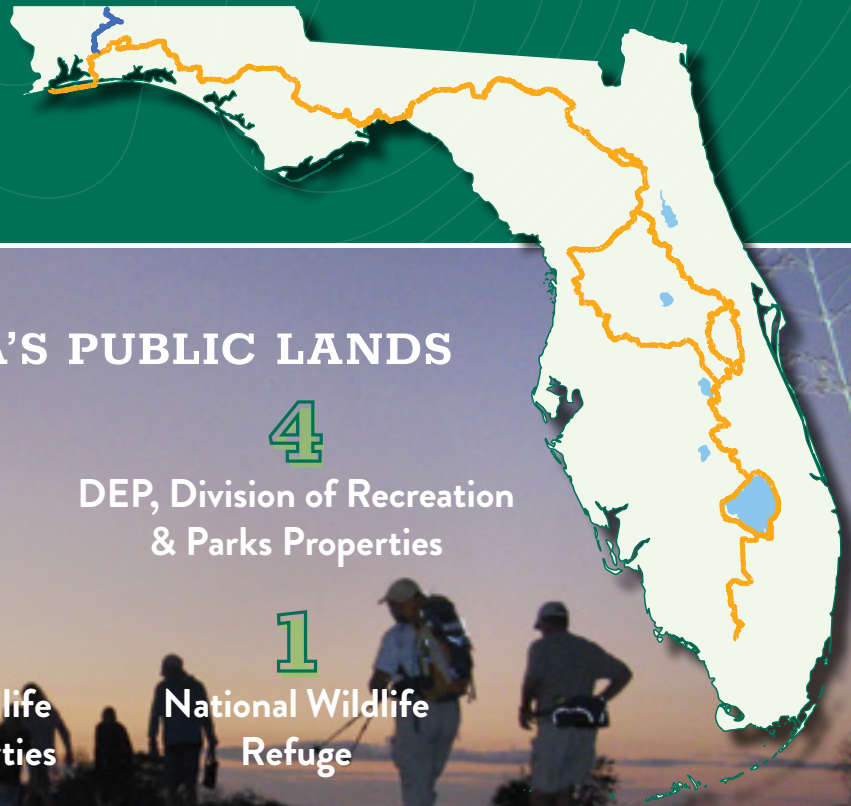 'S PUBLIC LANDS
4
DEP, Division of Recreation
& Parks Properties
1
life
ties
National Wildlife
Refuge